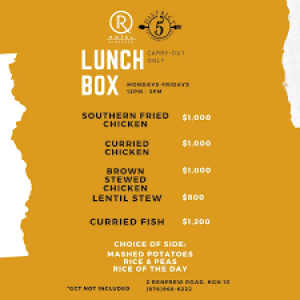 R
HOTEL
DISTRICT
5
LUNCH
BOX
CARRY-OUT
ONLY
MONDAYS-FRIDAYS
12PM - 3PM
SOUTHERN FRIED
CHICKEN
$1,000
CURRIED
CHICKEN
$1,000
BROWN
STEWED
CHICKEN
$1,000
LENTIL STEW
$800
CURRIED FISH
$1,200
CHOICE OF SIDE:
MASHED POTATOES
RICE & PEAS
RICE OF THE DAY
*GCT NOT INCLUDED
2 RENFREW ROAD, KGN 10
(876)968-6222